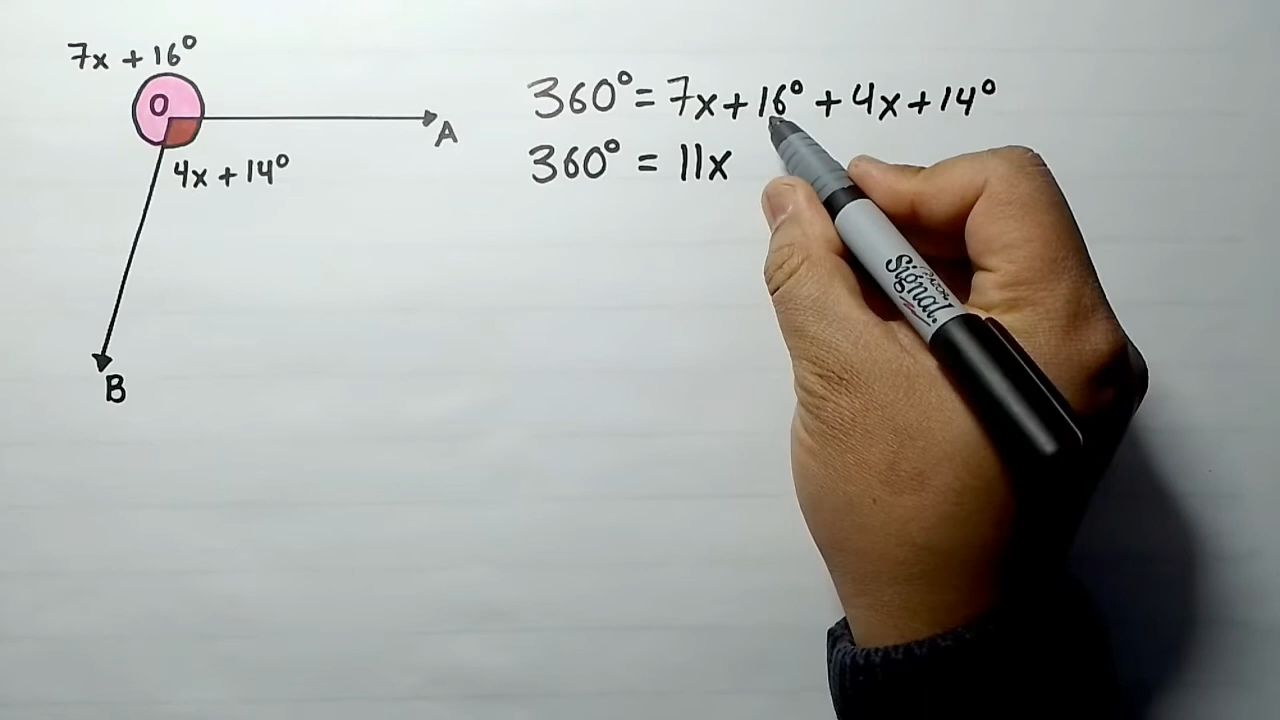 7x + 16°
O
A
4x + 14°
B
360° = 7x + 16° + 4x + 14°
360° = 11x
Signal